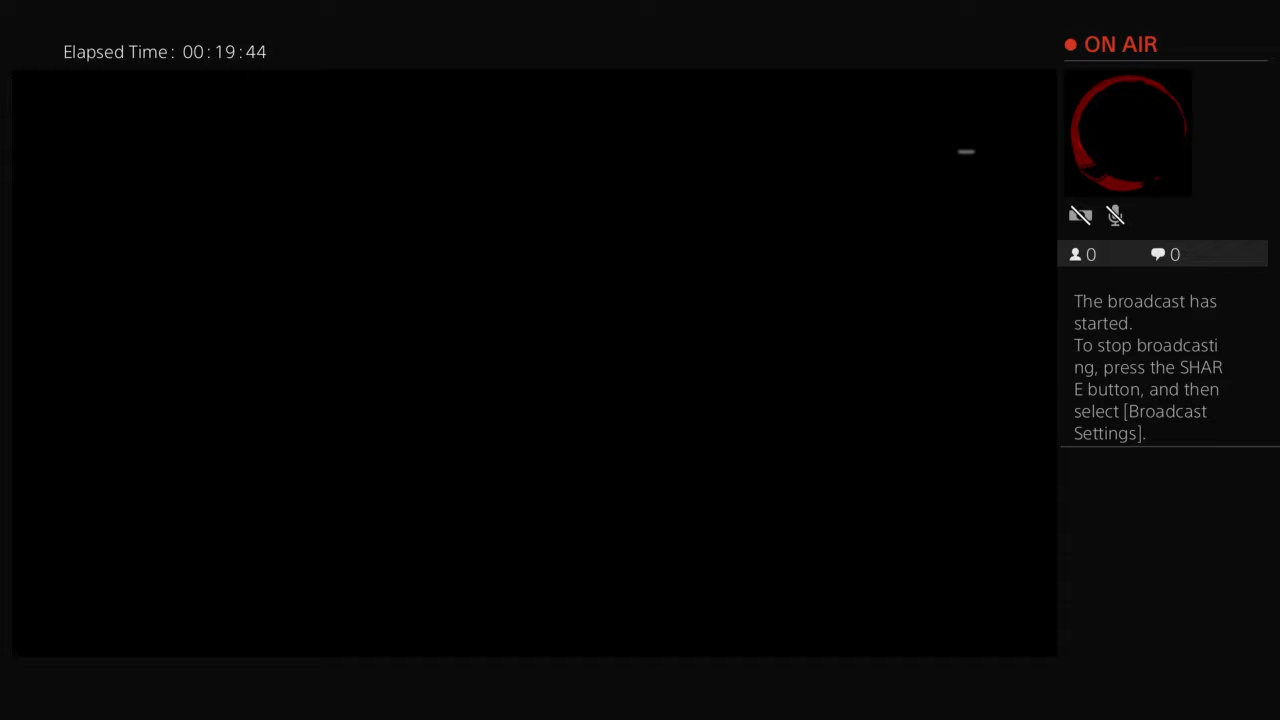 Elapsed Time: 00:19:44
ON AIR
0 0
The broadcast has
started.
To stop broadcasti
ng, press the SHAR
E button, and then
select [Broadcast
Settings].